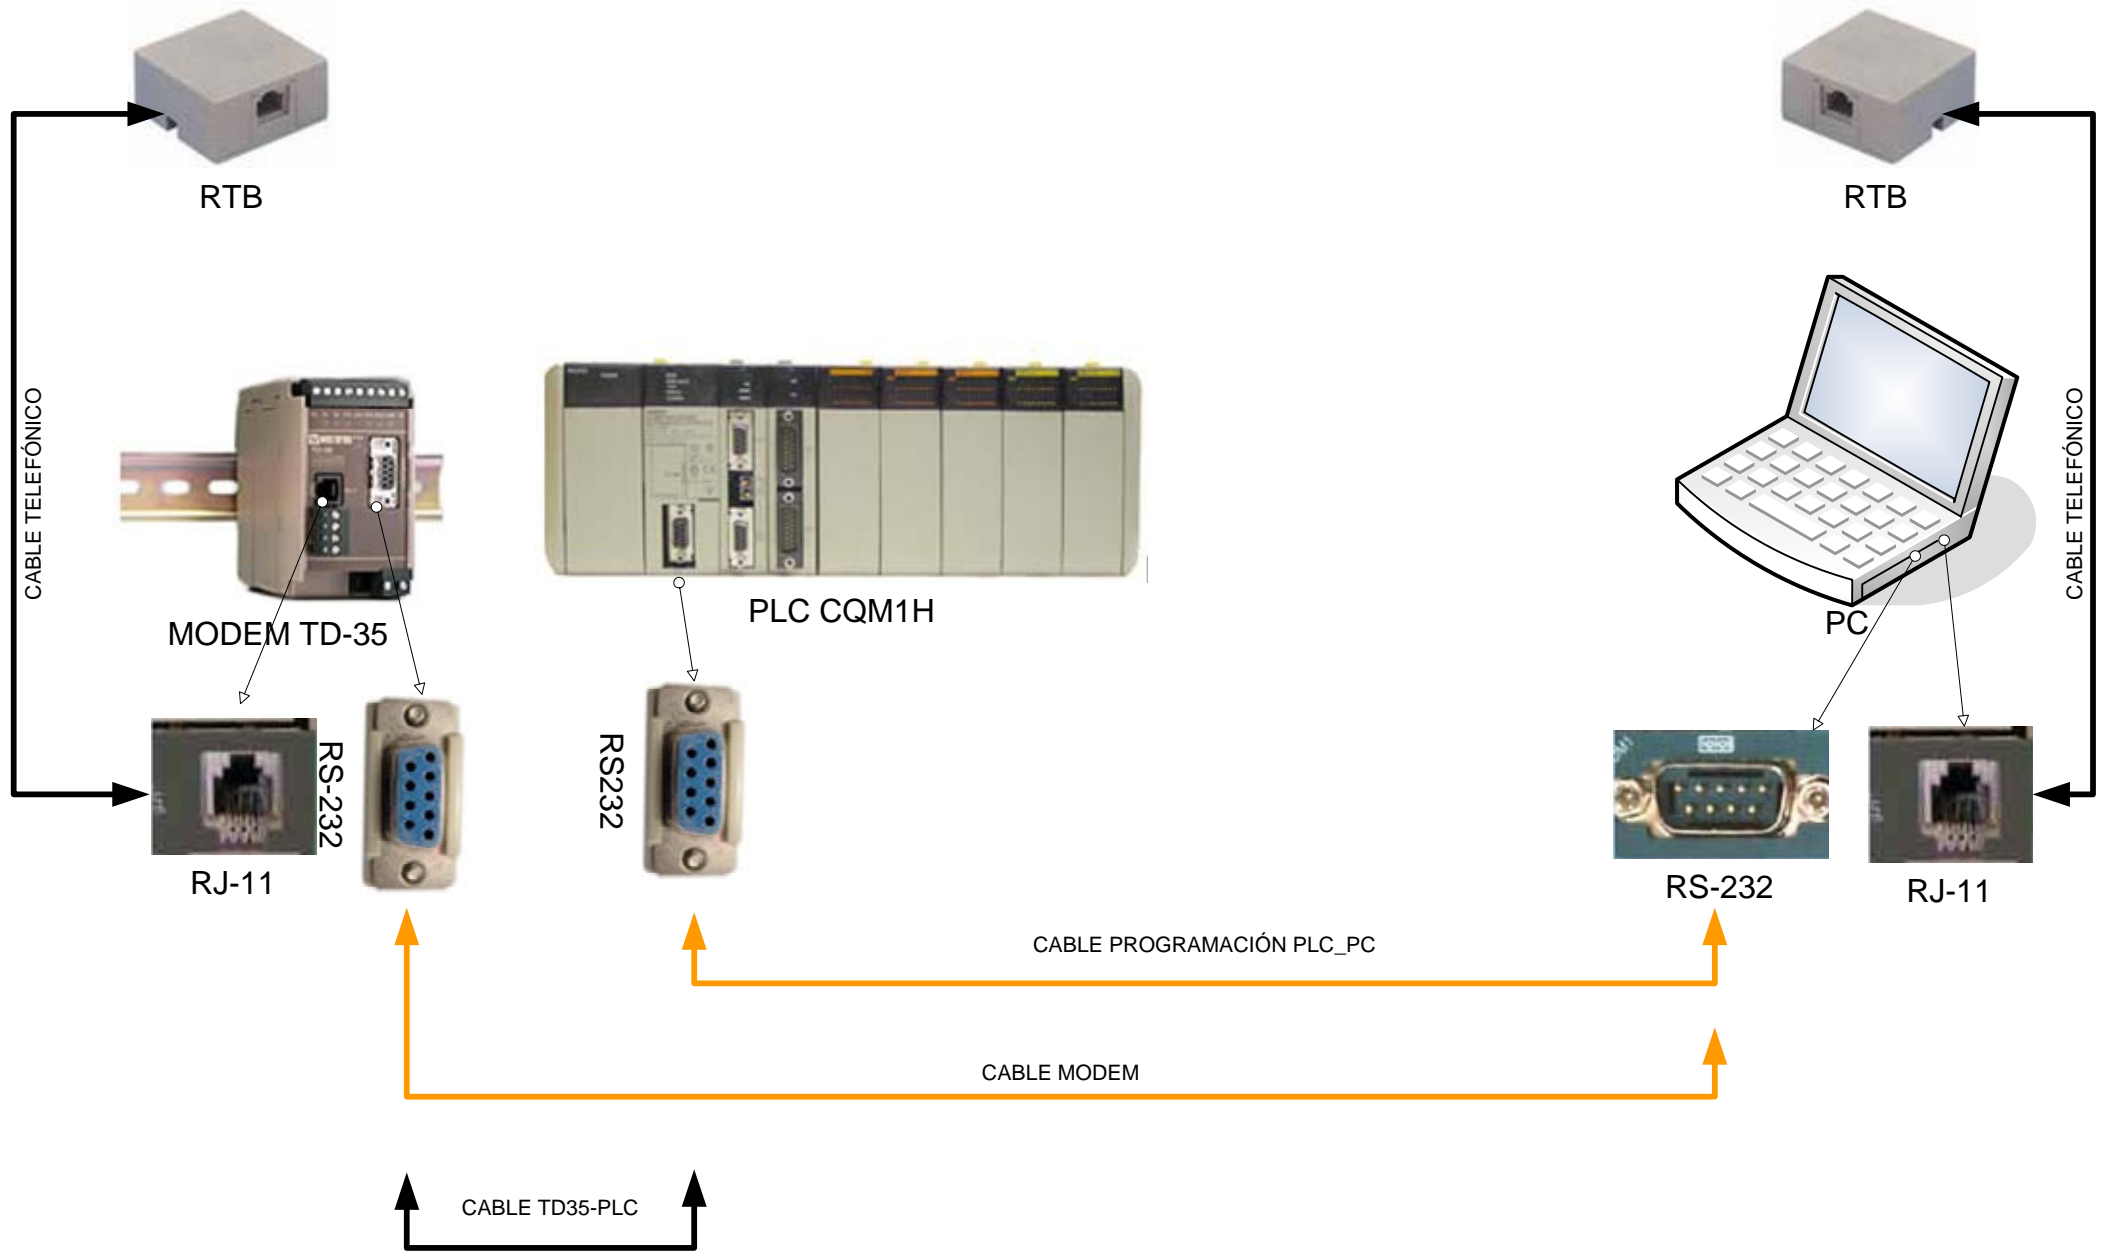 RTB
RTB
CABLE TELEFÓNICO
CABLE TELEFÓNICO
MODEM TD-35
PLC CQM1H
PC
RS-232
RS232
RJ-11
RS-232
RJ-11
CABLE PROGRAMACIÓN PLC_PC
CABLE MODEM
CABLE TD35-PLC